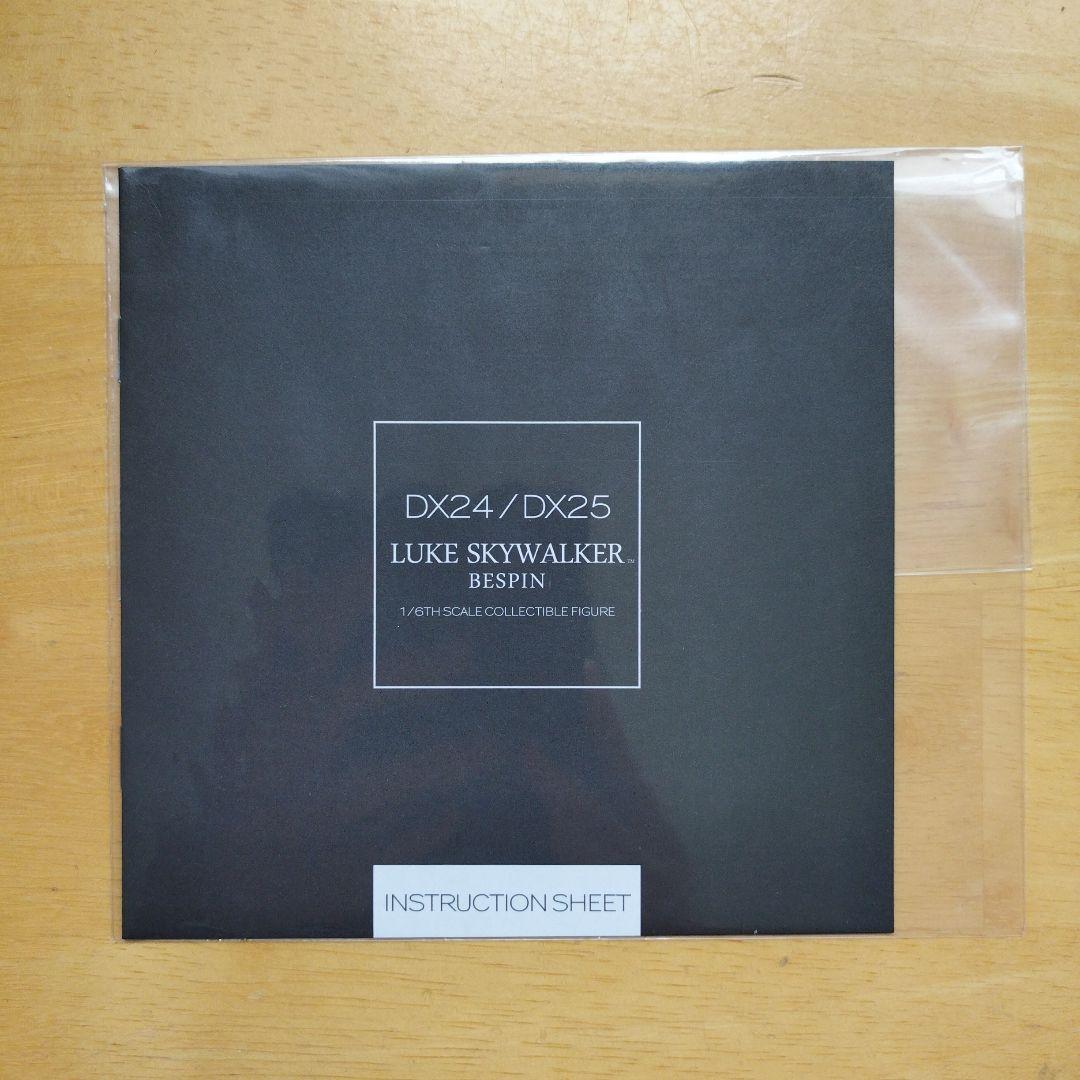 DX24 / DX25
LUKE SKYWALKER™
BESPIN
1/6TH SCALE COLLECTIBLE FIGURE
INSTRUCTION SHEET